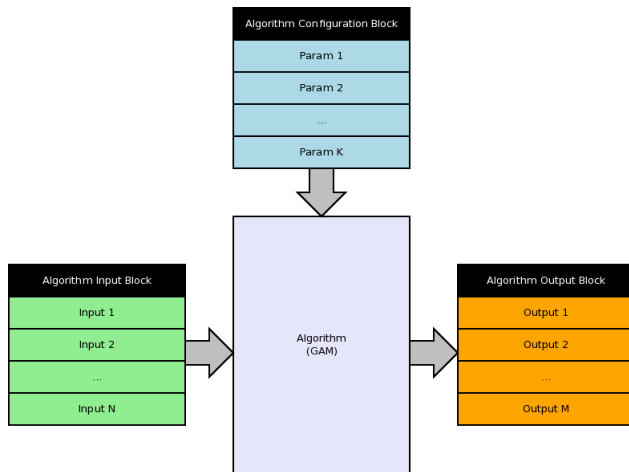 Algorithm Configuration Block
Param 1
Param 2
...
Param K
Algorithm Input Block
Input 1
Input 2
...
Input N
Algorithm
(GAM)
Algorithm Output Block
Output 1
Output 2
...
Output M